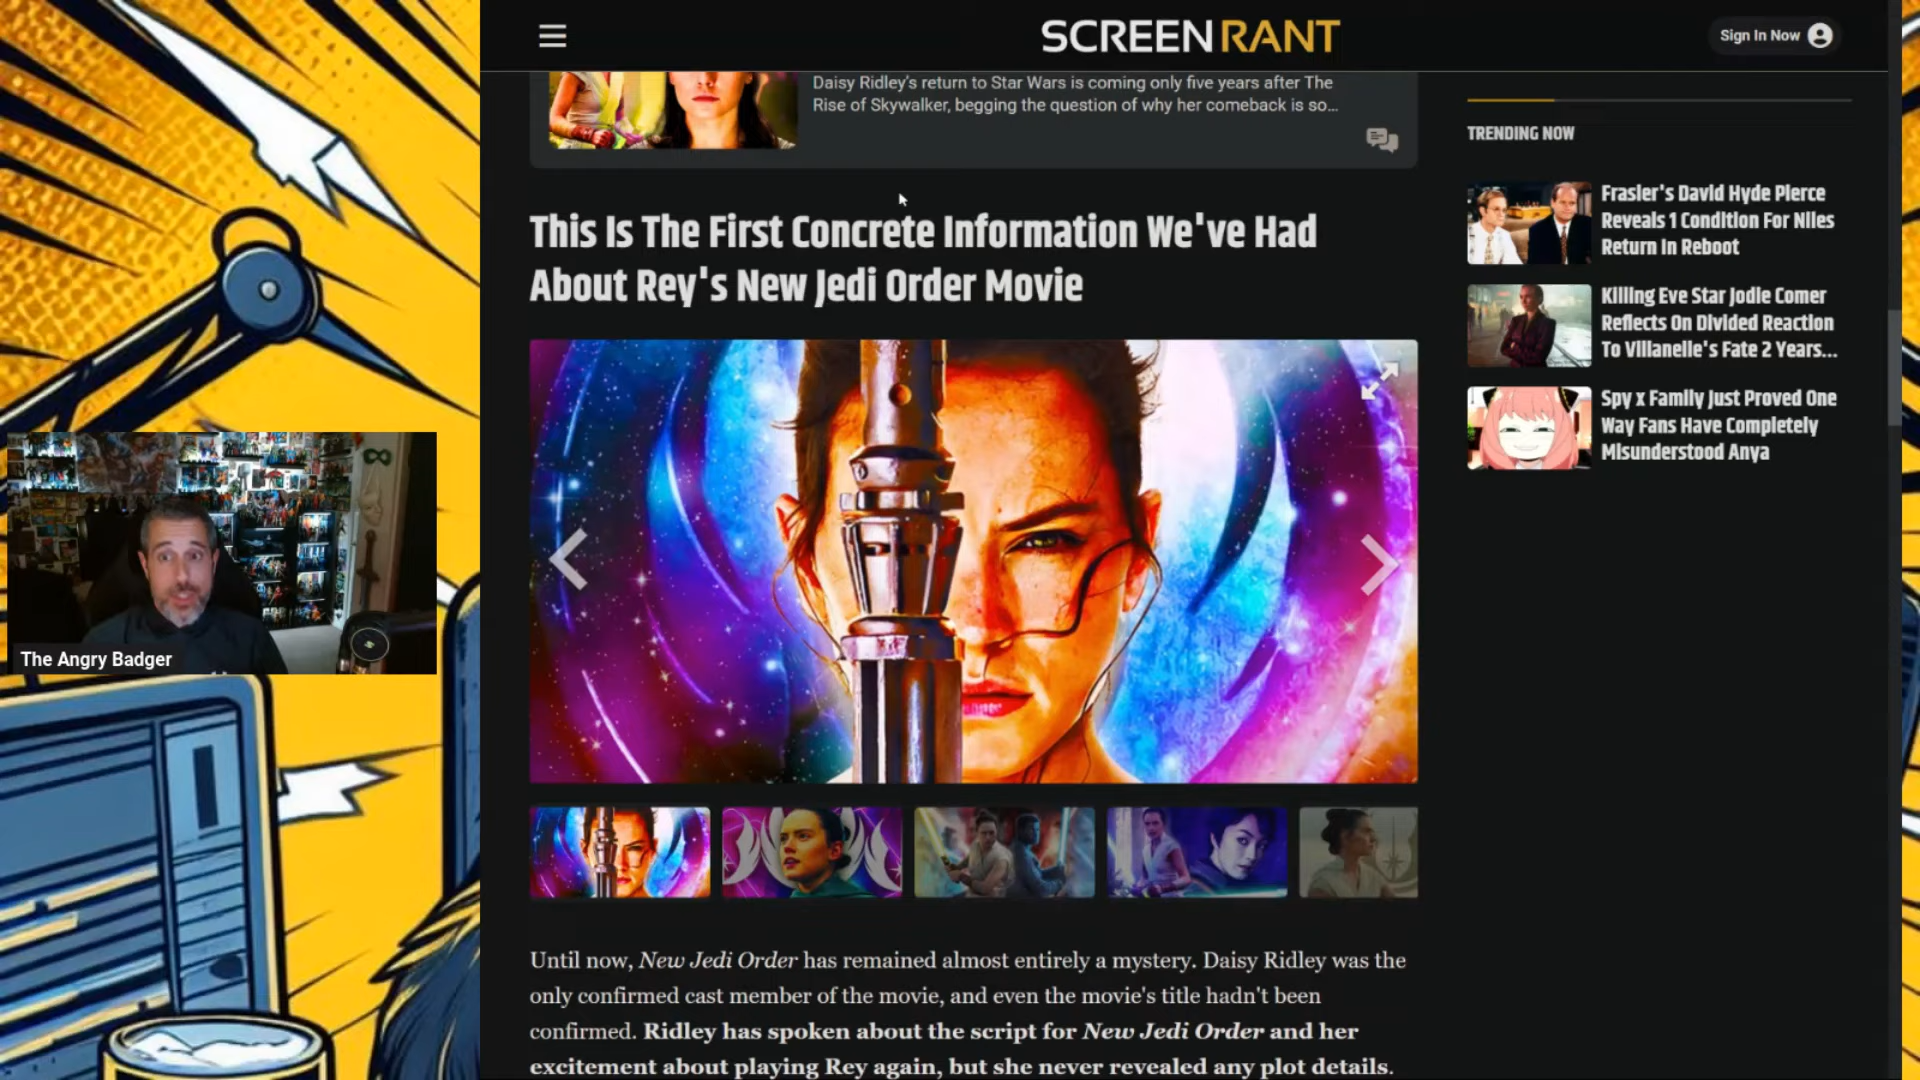 SCREENRANT
Sign In Now
Daisy Ridley's return to Star Wars is coming only five years after The
Rise of Skywalker, begging the question of why her comeback is so...
This Is The First Concrete Information We've Had
About Rey's New Jedi Order Movie
TRENDING NOW
Frasier's David Hyde Pierce
Reveals 1 Condition For Niles
Return In Reboot
Killing Eve Star Jodie Comer
Reflects On Divided Reaction
To Villanelle's Fate 2 Years...
Spy x Family Just Proved One
Way Fans Have Completely
Misunderstood Anya
The Angry Badger
Until now, New Jedi Order has remained almost entirely a mystery. Daisy Ridley was the
only confirmed cast member of the movie, and even the movie's title hadn't been
confirmed. Ridley has spoken about the script for New Jedi Order and her
excitement about playing Rey again, but she never revealed any plot details.